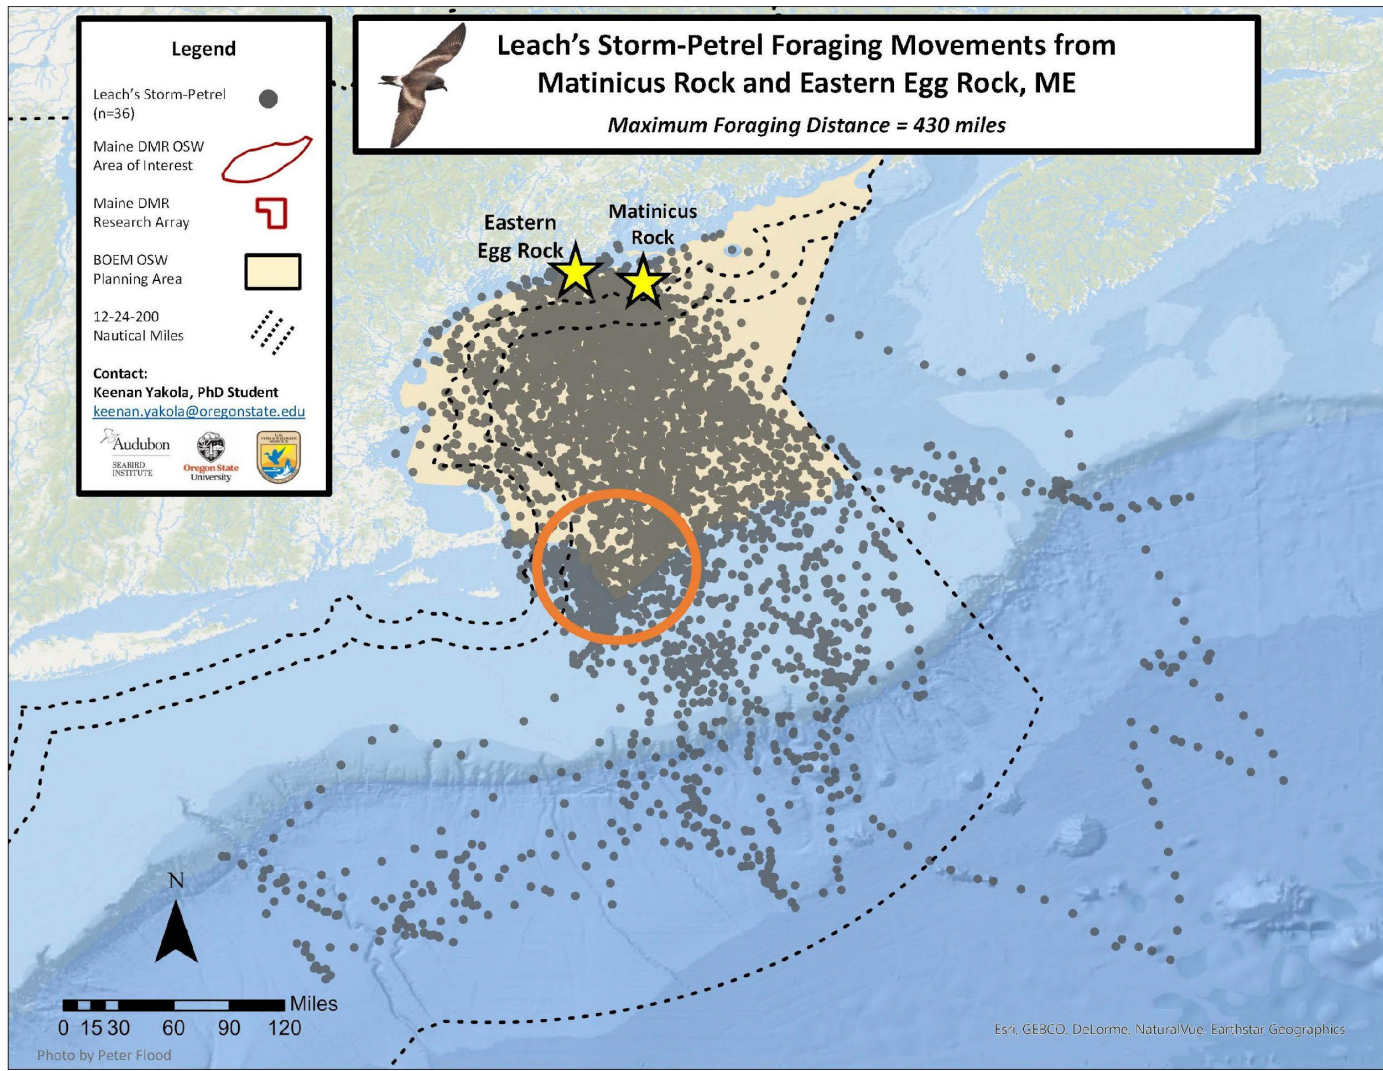 Leach's Storm-Petrel Foraging Movements from
Matinicus Rock and Eastern Egg Rock, ME
Maximum Foraging Distance = 430 miles
Legend
Leach's Storm-Petrel
(n=36)
Maine DMR OSW
Area of Interest
Maine DMR
Research Array
BOEM OSW
Planning Area
12-24-200
Nautical Miles
Contact:
Keenan Yakola, PhD Student
keenan.yakola@oregonstate.edu
Audubon
SEABIRD
INSTITUTE
Oregon State
University
Eastern
Egg Rock
Matinicus
Rock
N
Miles
0 15 30 60 90 120
Photo by Peter Flood
Esri, GEBCO, DeLorme, NaturalVue, Earthstar Geographics